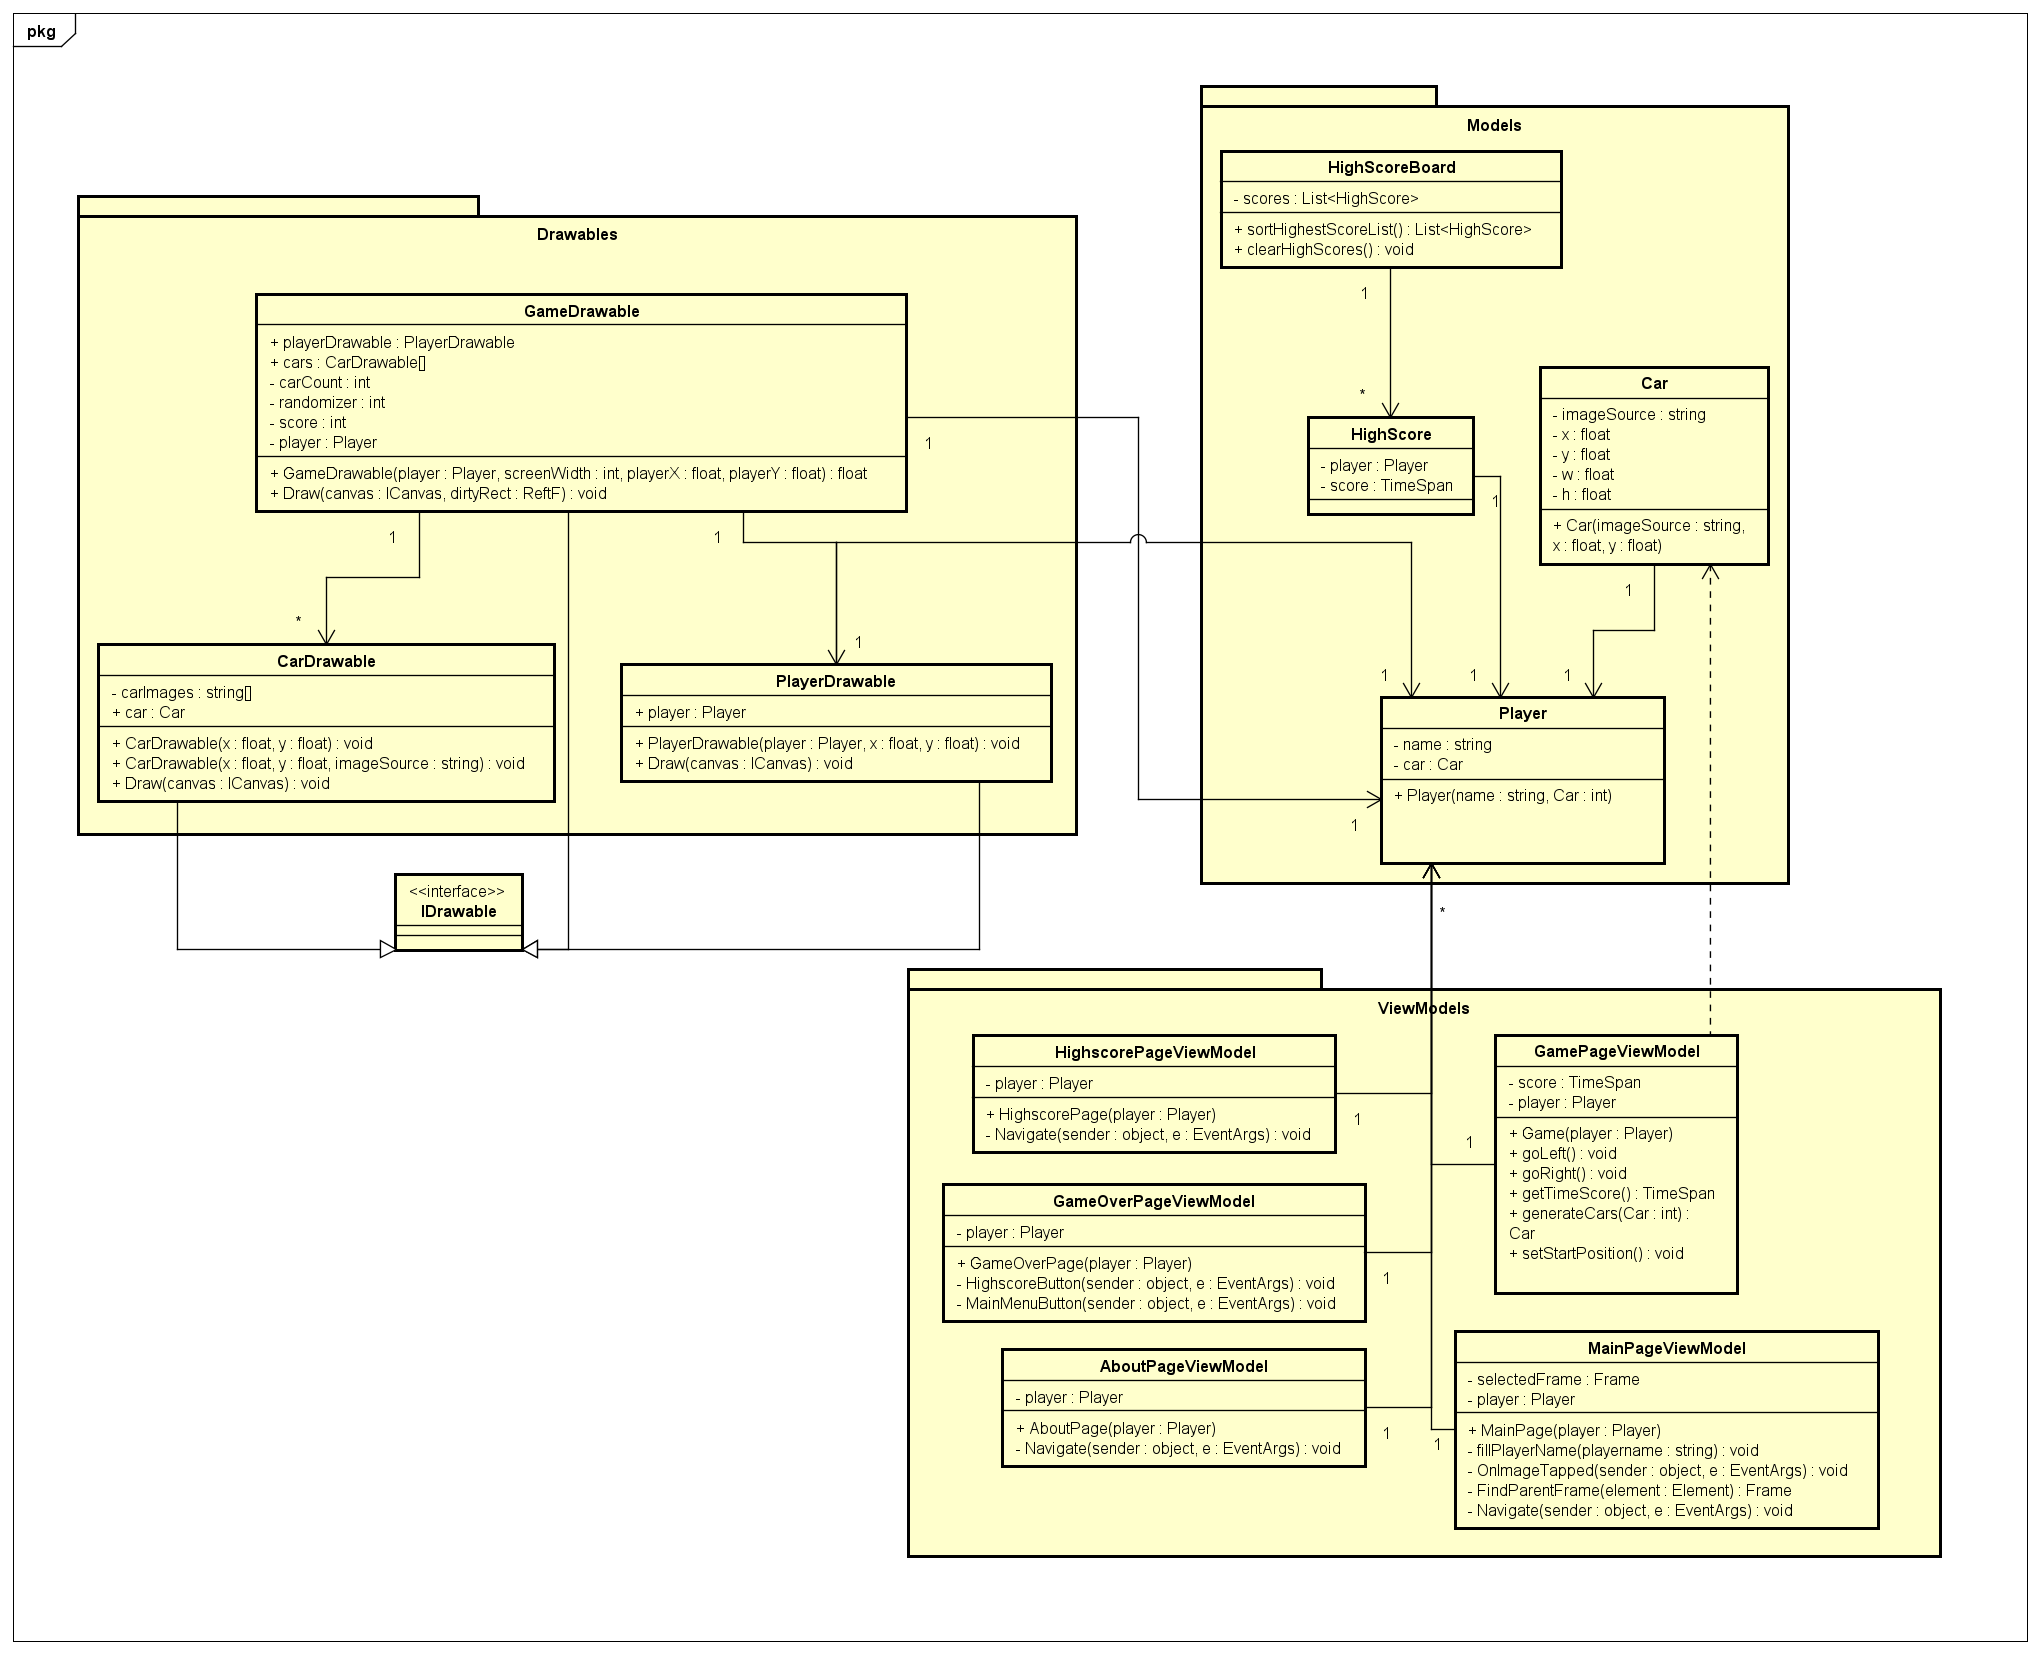 pkg
Drawables
GameDrawable
+ playerDrawable : PlayerDrawable
+ cars : CarDrawable[]
- carCount : int
- randomizer : int
- score : int
- player : Player
+ GameDrawable(player : Player, screenWidth : int, playerX : float, playerY : float) : float
+ Draw(canvas : ICanvas, dirtyRect : ReftF) : void
1
1
1
1
*
CarDrawable
- carImages : string[]
+ car : Car
+ CarDrawable(x : float, y : float) : void
+ CarDrawable(x : float, y : float, imageSource : string) : void
+ Draw(canvas : ICanvas) : void
PlayerDrawable
+ player : Player
+ PlayerDrawable(player : Player, x : float, y : float) : void
+ Draw(canvas : ICanvas) : void
<<interface>>
IDrawable
Models
HighScoreBoard
- scores : List<HighScore>
+ sortHighestScoreList() : List<HighScore>
+ clearHighScores() : void
1
*
HighScore
- player : Player
- score : TimeSpan
1
Car
- imageSource : string
- x : float
- y : float
- w : float
- h : float
+ Car(imageSource : string,
x : float, y : float)
1
1
1
1
Player
- name : string
- car : Car
+ Player(name : string, Car : int)
1
*
ViewModels
HighscorePageViewModel
- player : Player
+ HighscorePage(player : Player)
- Navigate(sender : object, e : EventArgs) : void
1
GamePageViewModel
- score : TimeSpan
- player : Player
+ Game(player : Player)
+ goLeft() : void
+ goRight() : void
+ getTimeScore() : TimeSpan
+ generateCars(Car : int) :
Car
+ setStartPosition() : void
1
GameOverPageViewModel
- player : Player
+ GameOverPage(player : Player)
- HighscoreButton(sender : object, e : EventArgs) : void
- MainMenuButton(sender : object, e : EventArgs) : void
1
AboutPageViewModel
- player : Player
+ AboutPage(player : Player)
- Navigate(sender : object, e : EventArgs) : void
1
MainPageViewModel
- selectedFrame : Frame
- player : Player
+ MainPage(player : Player)
- fillPlayerName(playername : string) : void
- OnImageTapped(sender : object, e : EventArgs) : void
- FindParentFrame(element : Element) : Frame
- Navigate(sender : object, e : EventArgs) : void
1